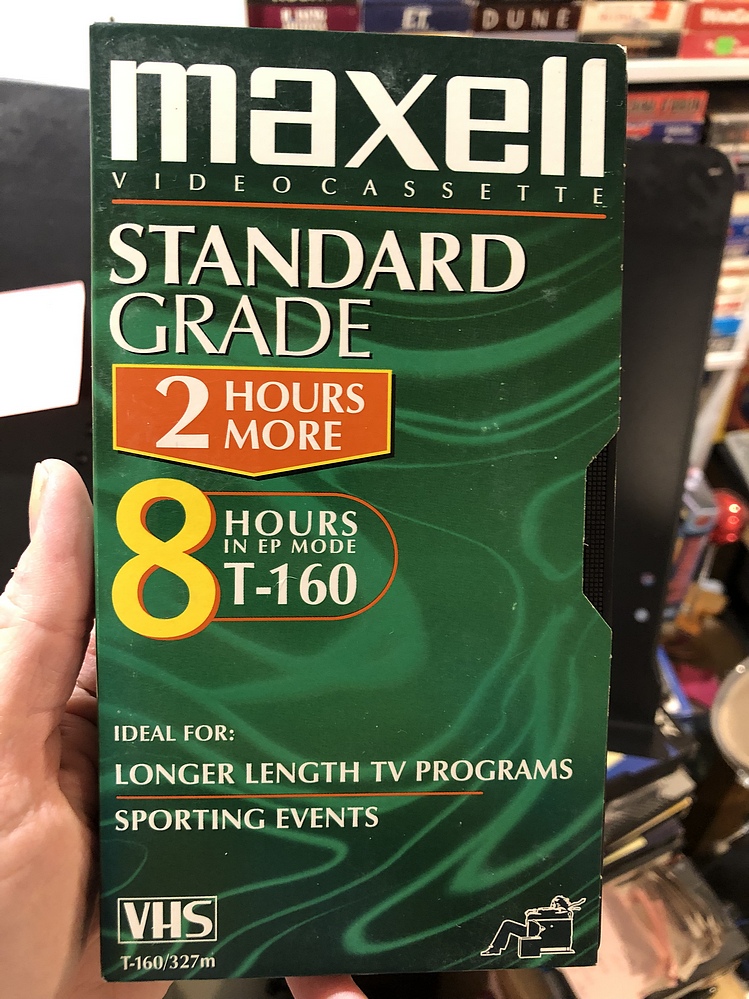 E.T.
DUNE
maxell
VIDEOCASSETTE
STANDARD
GRADE
2 HOURS
MORE
8 HOURS
IN EP MODE
T-160
IDEAL FOR:
LONGER LENGTH TV PROGRAMS
SPORTING EVENTS
VHS
T-160/327m